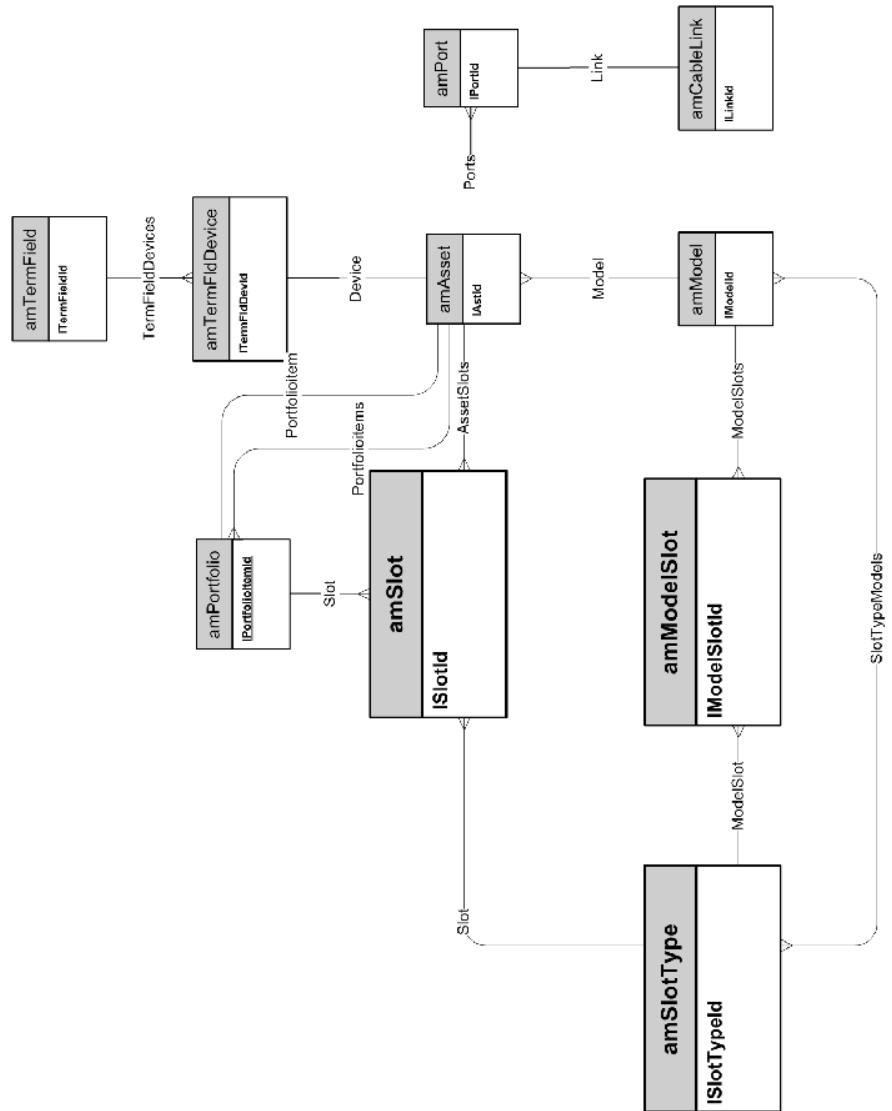 amTermField
lTermFieldId
TermFieldDevices
amTermFldDevice
lTermFldDevId
Device
amPort
lPortId
Ports
Link
amCableLink
lLinkId
amPortfolio
lPortfolioItemId
Portfolioitem
Portfolioitems
Slot
amAsset
lAstId
AssetSlots
Model
amSlot
lSlotId
amModel
lModelId
ModelSlots
amModelSlot
lModelSlotId
ModelSlot
SlotTypeModels
Slot
amSlotType
lSlotTypeId